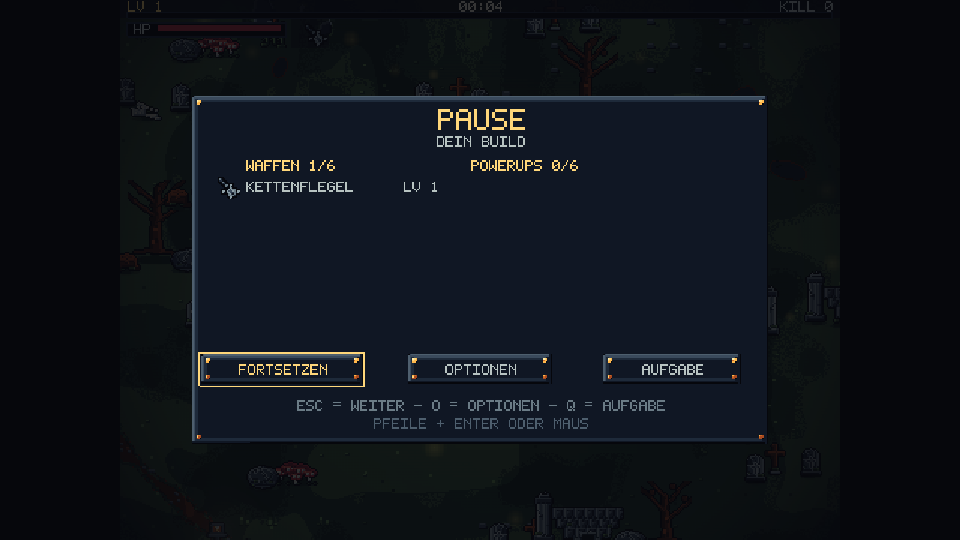 LV 1 00:04 KILL 0
HP
PAUSE
DEIN BUILD
WAFFEN 1/6 POWERUPS 0/6
KETTENFLEGEL LV 1
FORTSETZEN OPTIONEN AUFGABE
ESC = WEITER - O = OPTIONEN - Q = AUFGABE
PFEILE + ENTER ODER MAUS